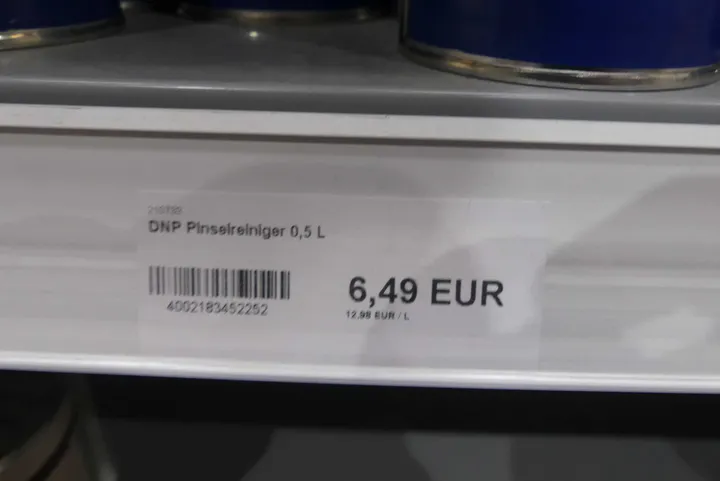 DNP Pinselreiniger 0,5 L
4002183452252
6,49 EUR
12,98 EUR / L